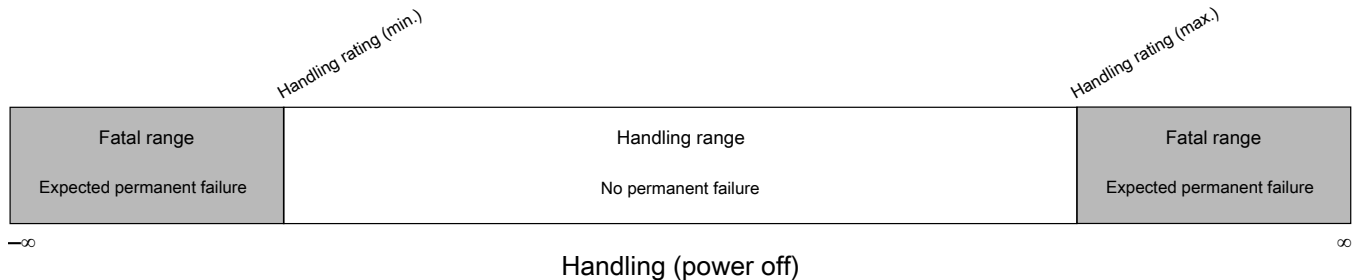 Handling rating (min.)
Handling rating (max.)
Fatal range
Handling range
Fatal range
Expected permanent failure
No permanent failure
Expected permanent failure
–∞
∞
Handling (power off)